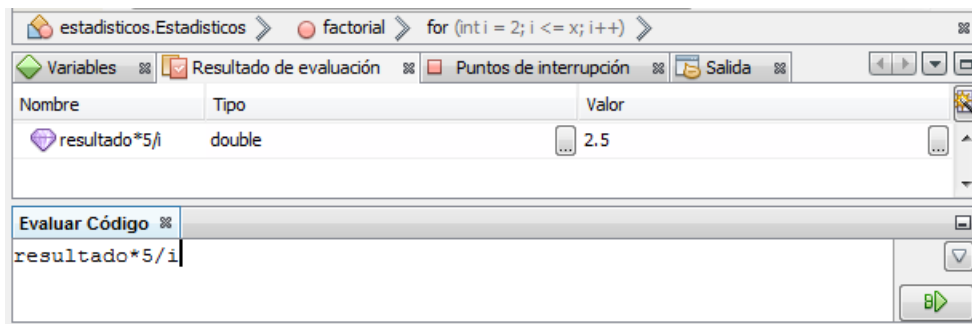 estadisticos.Estadisticos factorial for (int i = 2; i <= x; i++)
Variables Resultado de evaluación Puntos de interrupción Salida
Nombre Tipo Valor
resultado*5/i double ... 2.5 ...
Evaluar Código
resultado*5/i